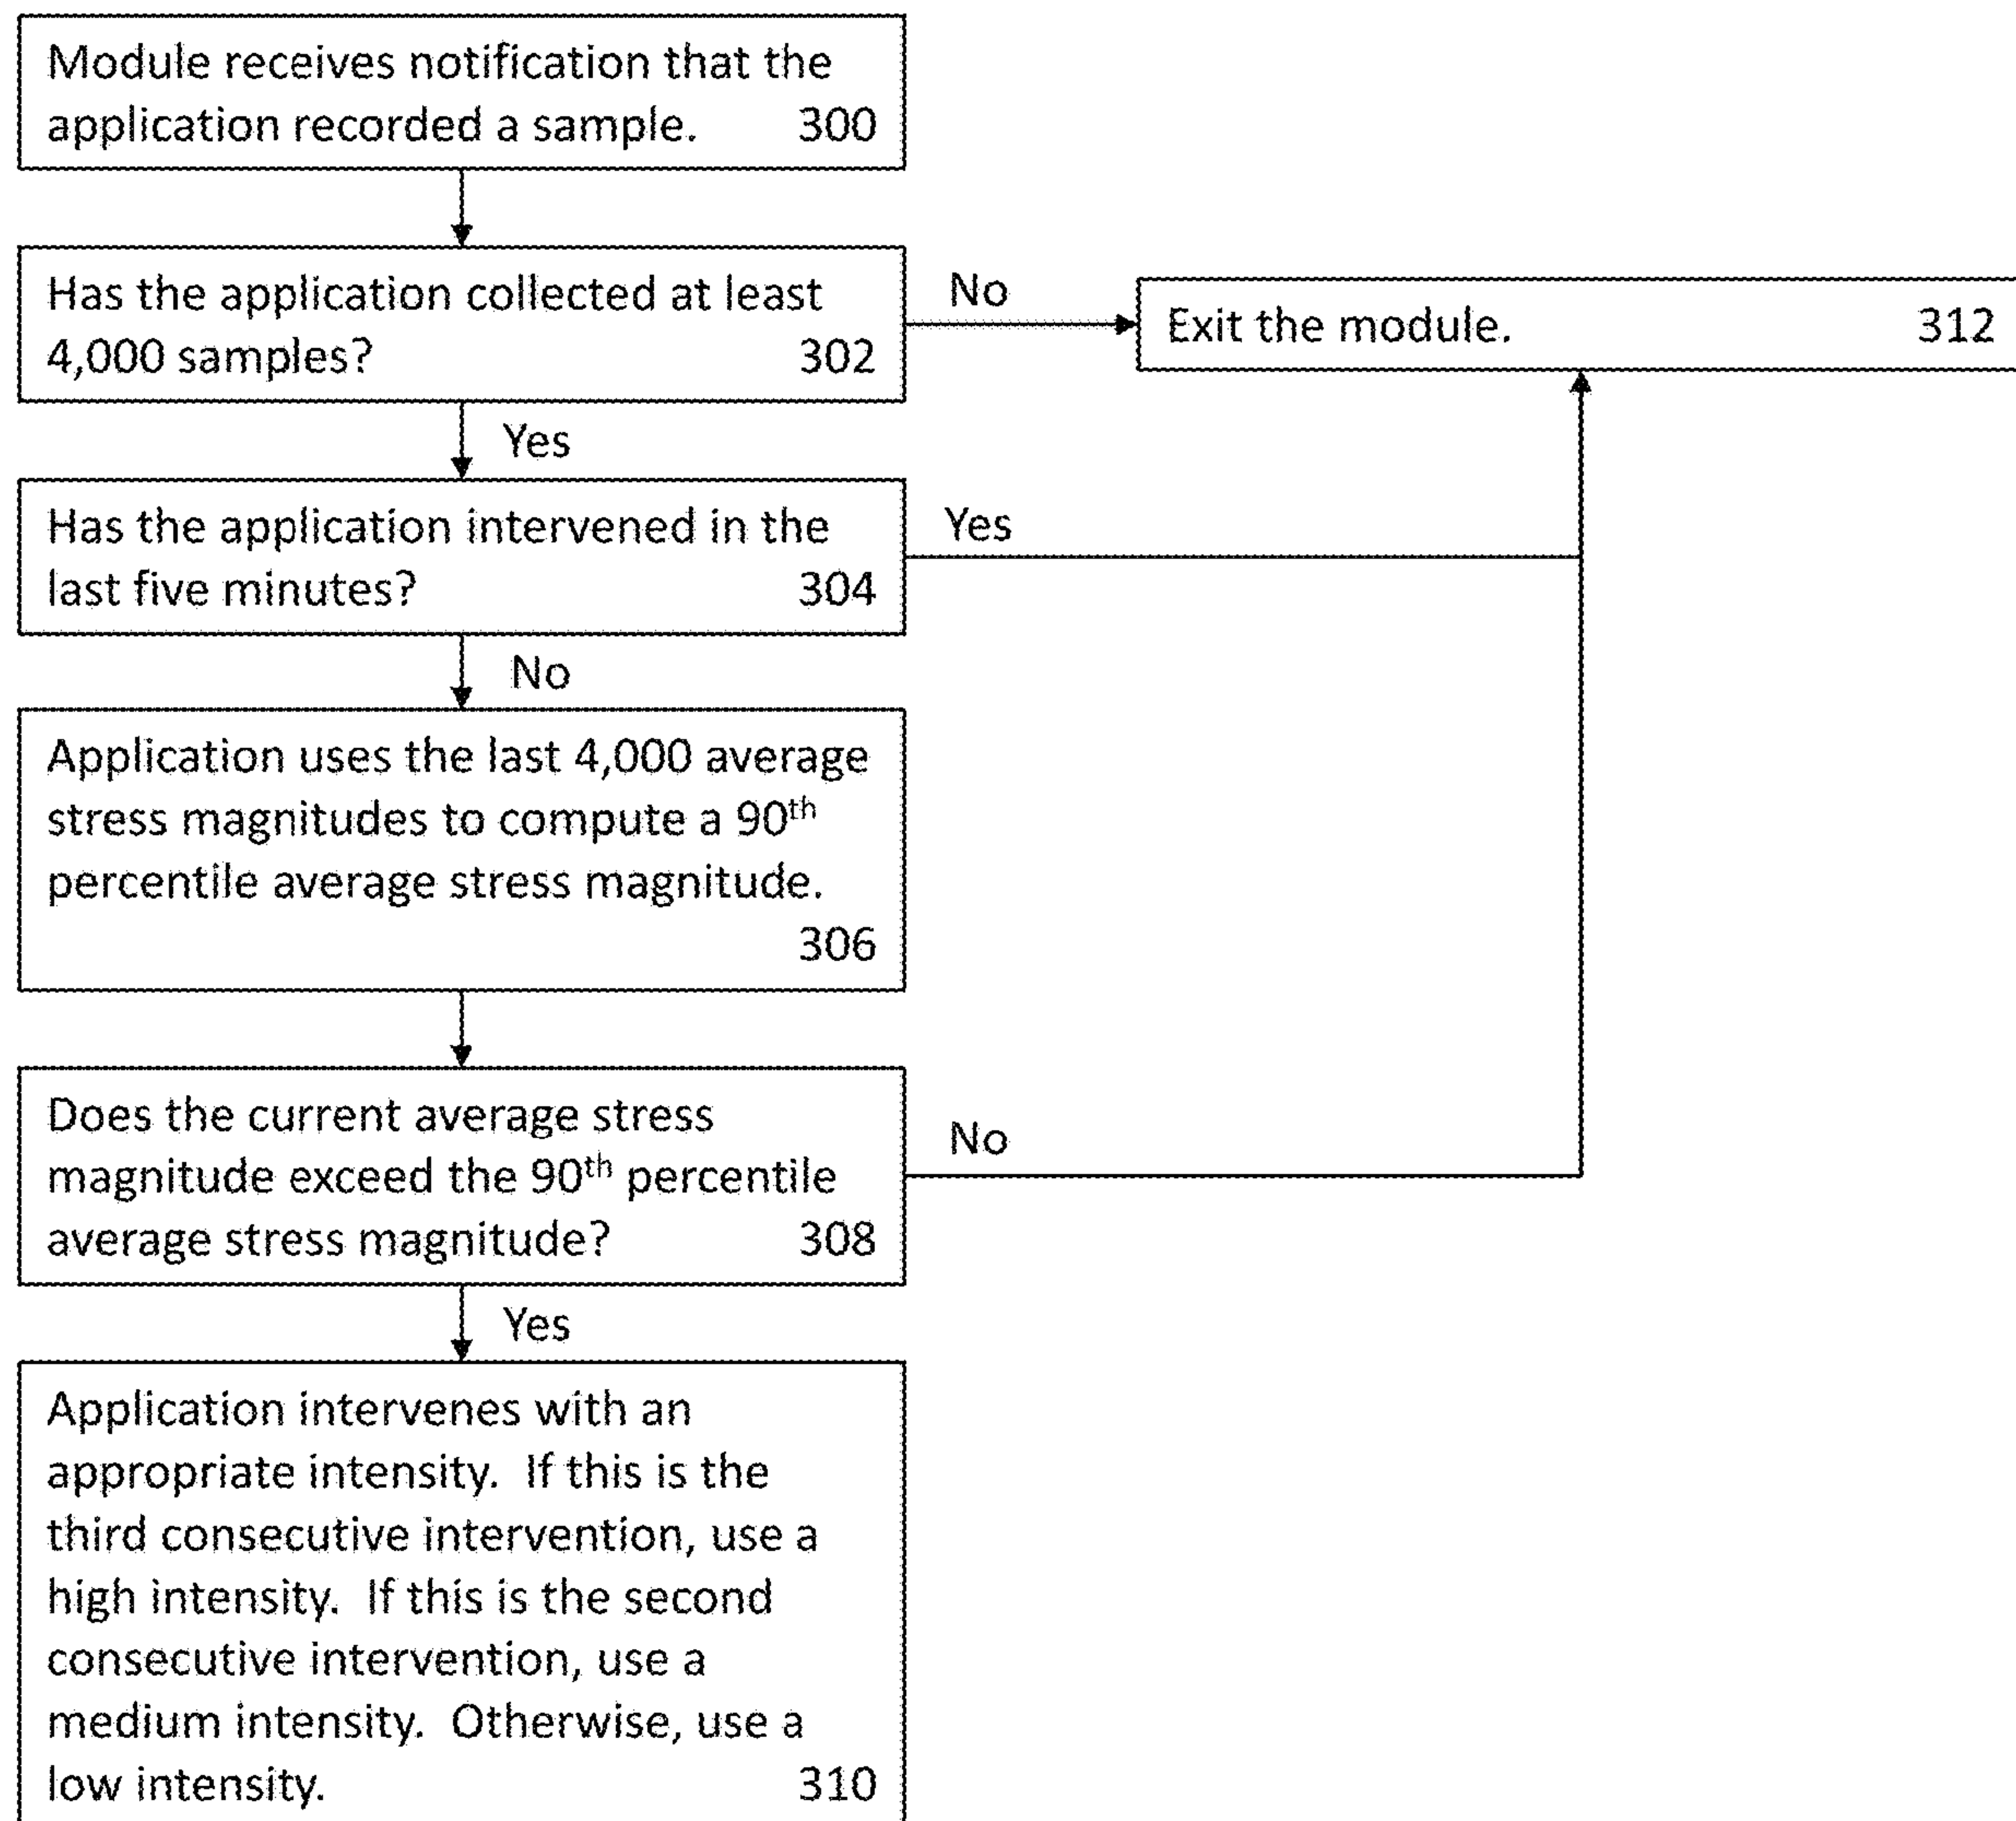 Module receives notification that the
application recorded a sample. 300
Has the application collected at least
4,000 samples? 302
No
Exit the module. 312
Yes
Has the application intervened in the
last five minutes? 304
Yes
No
Application uses the last 4,000 average
stress magnitudes to compute a 90th
percentile average stress magnitude.
306
Does the current average stress
magnitude exceed the 90th percentile
average stress magnitude? 308
No
Yes
Application intervenes with an
appropriate intensity.  If this is the
third consecutive intervention, use a
high intensity.  If this is the second
consecutive intervention, use a
medium intensity.  Otherwise, use a
low intensity. 310